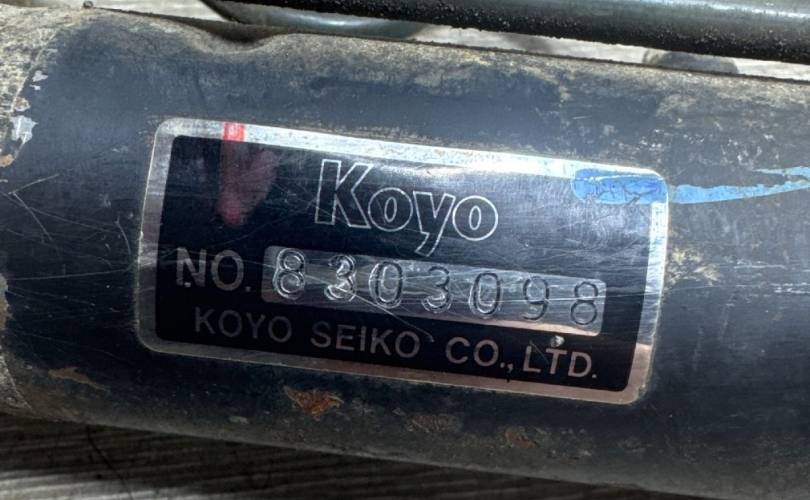 Koyo
NO. 8303098
KOYO SEIKO CO., LTD.